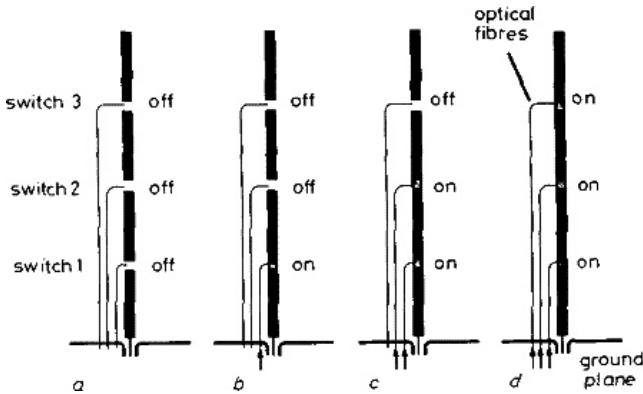 optical
fibres
switch 3 off off off on
switch 2 off off on on
switch 1 off on on on
a b c d ground
plane